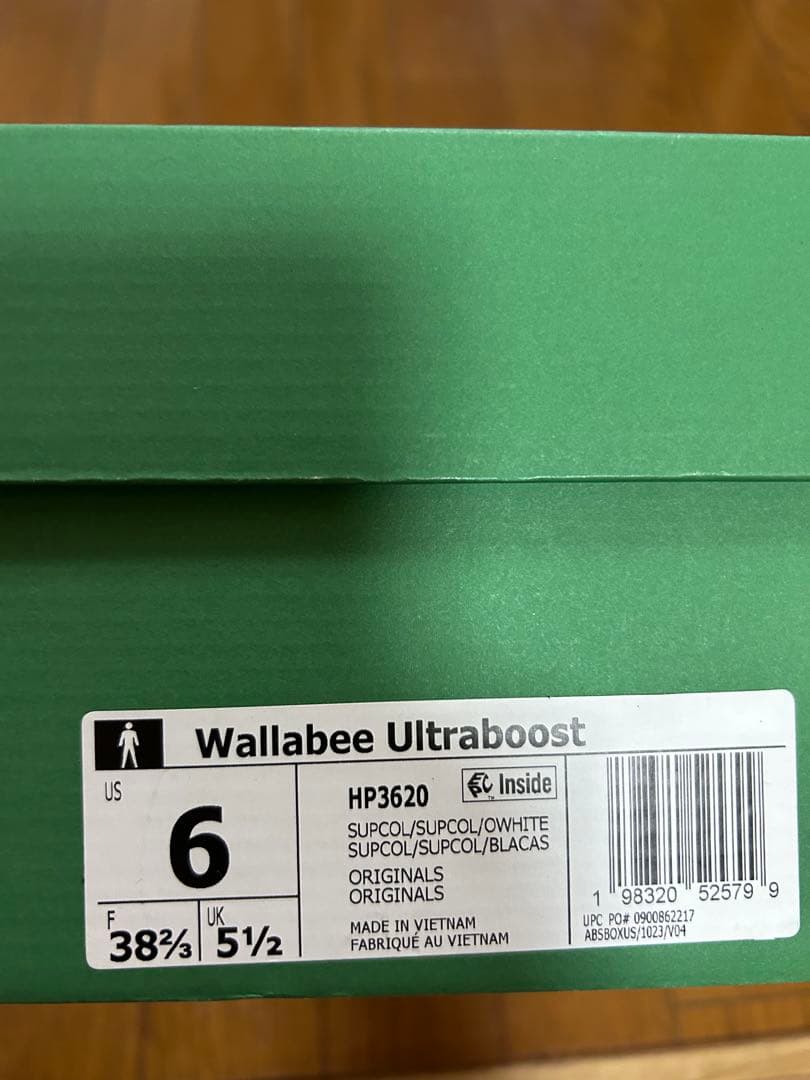 Wallabee Ultraboost
US
6
F
38⅔
UK
5½
HP3620
Inside
SUPCOL/SUPCOL/OWHITE
SUPCOL/SUPCOL/BLACAS
ORIGINALS
ORIGINALS
MADE IN VIETNAM
FABRIQUÉ AU VIETNAM
1 98320 52579 9
UPC PO# 0900862217
ABSBOXUS/1023/V04